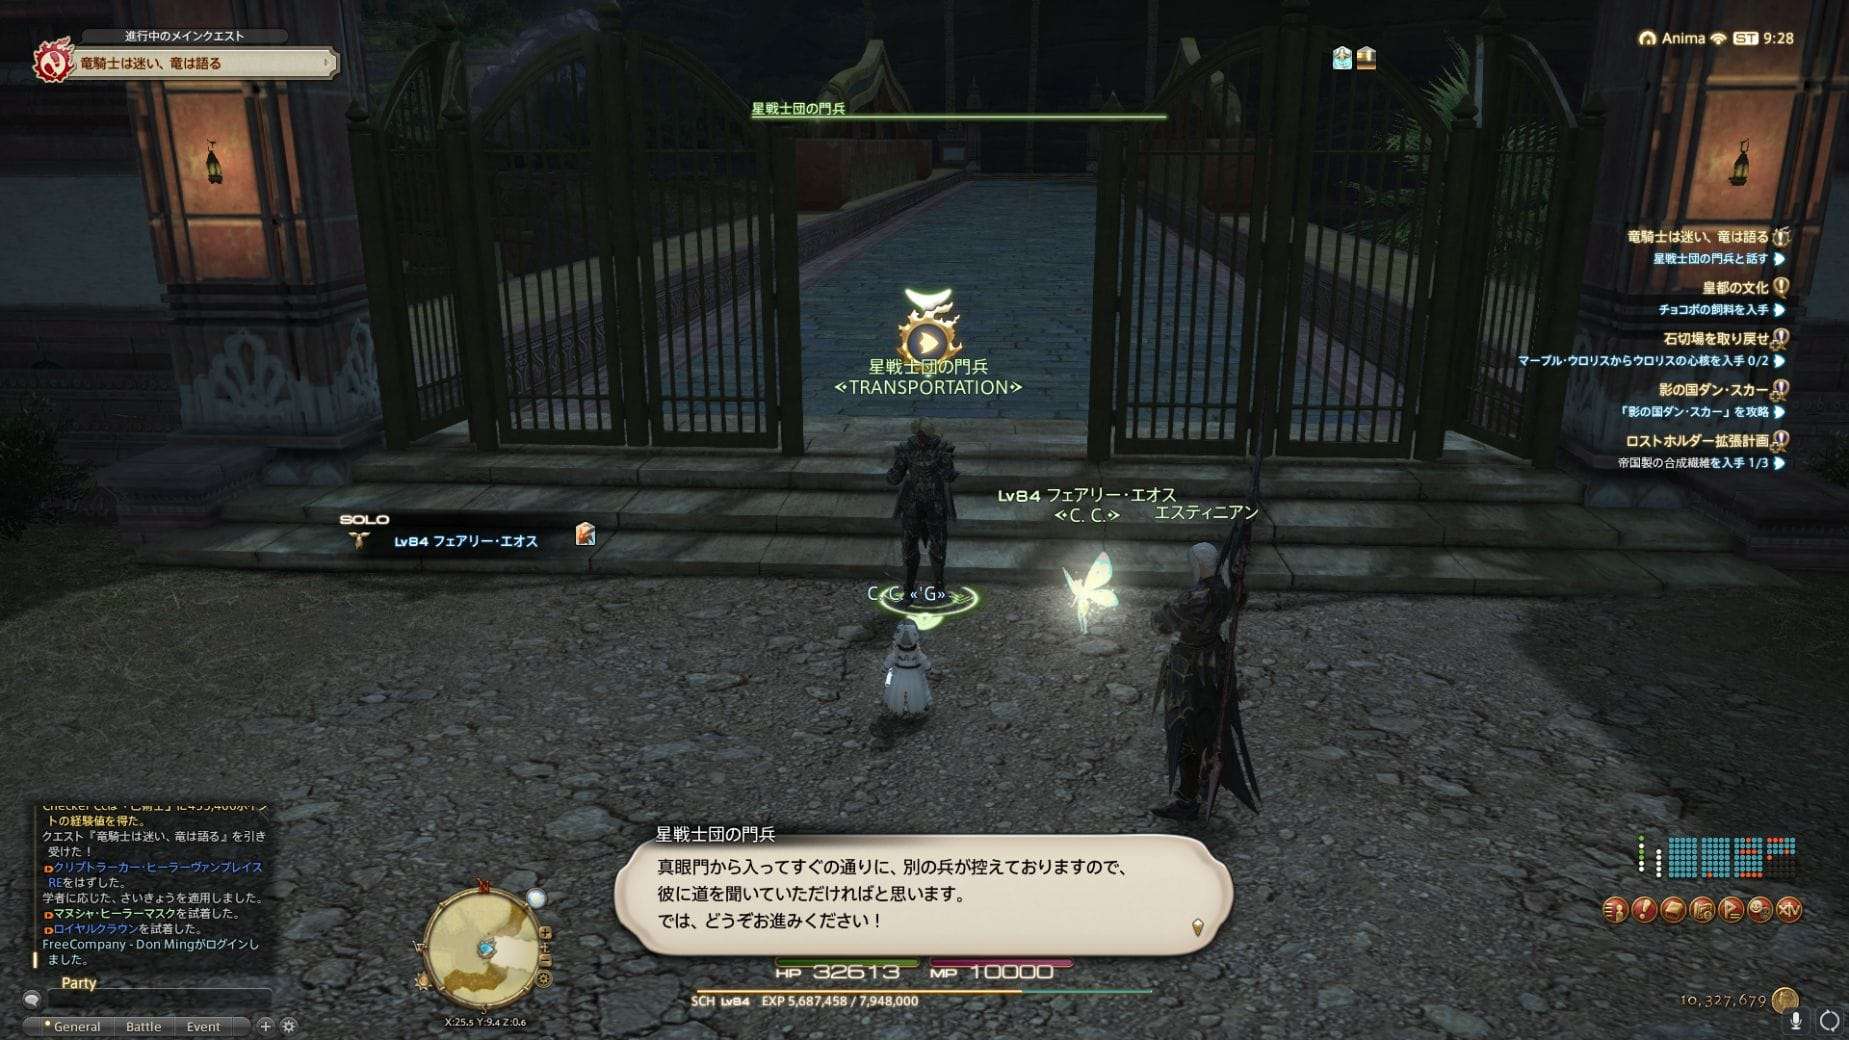 進行中のメインクエスト
竜騎士は迷い、竜は語る
Anima ST 9:28
星戦士団の門兵
竜騎士は迷い、竜は語る
星戦士団の門兵と話す
皇都の文化
チョコボの飼料を入手
石切場を取り戻せ
マーブル・ウロリスからウロリスの心核を入手 0/2
影の国ダン・スカー
「影の国ダン・スカー」を攻略
ロストホルダー拡張計画
帝国製の合成繊維を入手 1/3
星戦士団の門兵
TRANSPORTATION
Lv84 フェアリー・エオス
C. C.
エスティニアン
SOLO
Lv84 フェアリー・エオス
C. C. «'G»
トの経験値を得た。
クエスト『竜騎士は迷い、竜は語る』を引き
受けた！
クリプトラーカー・ヒーラーヴァンブレイス
REをはずした。
学者に応じた、さいきょうを適用しました。
マヌシャ・ヒーラーマスクを試着した。
ロイヤルクラウンを試着した。
FreeCompany - Don Mingがログインし
ました。
Party
General Battle Event
X:25.5 Y:9.4 Z:0.6
星戦士団の門兵
真眼門から入ってすぐの通りに、別の兵が控えておりますので、
彼に道を聞いていただければと思います。
では、どうぞお進みください！
HP 32613 MP 10000
SCH Lv84 EXP 5,687,458 / 7,948,000
10,327,679